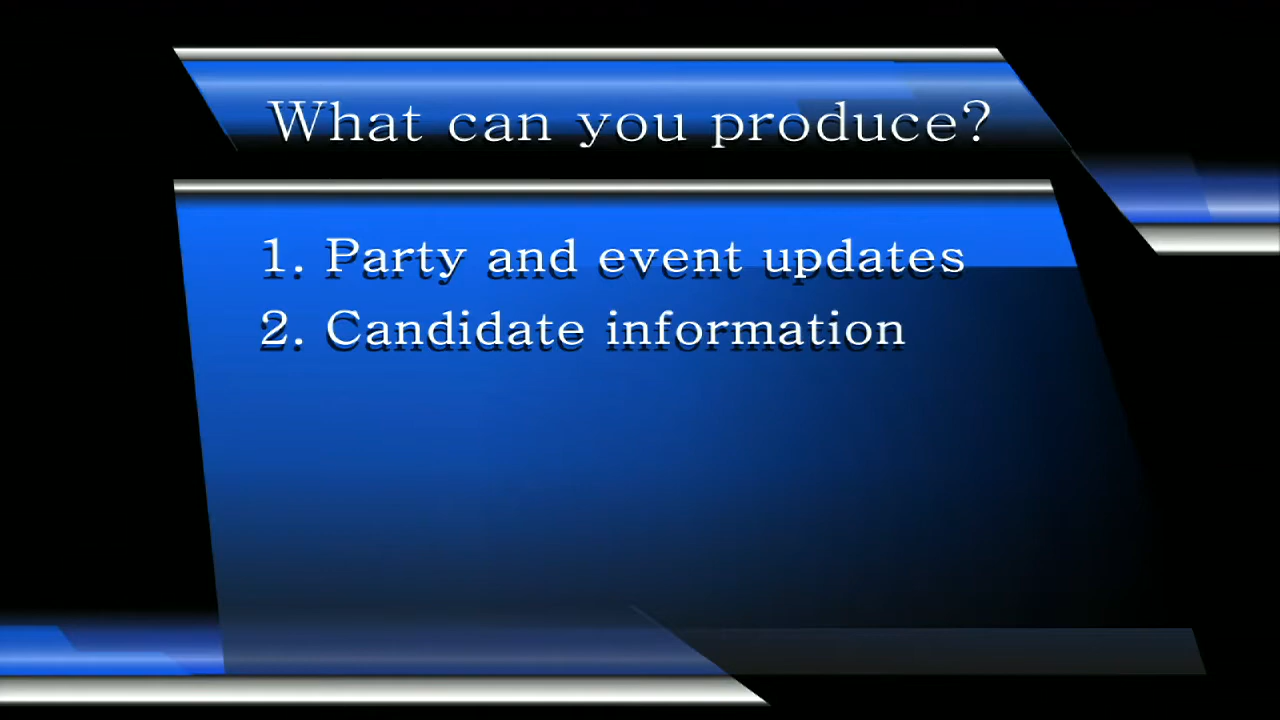 What can you produce?
1. Party and event updates
2. Candidate information